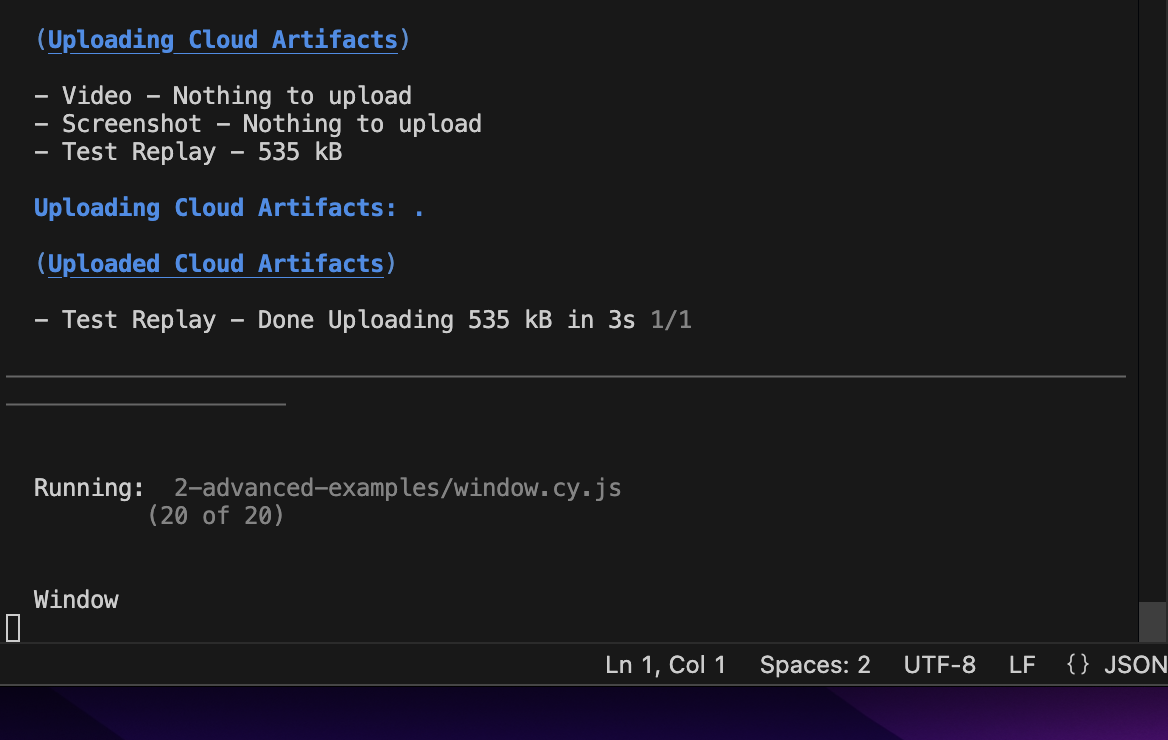 (Uploading Cloud Artifacts)
– Video – Nothing to upload
– Screenshot – Nothing to upload
– Test Replay – 535 kB
Uploading Cloud Artifacts: .
(Uploaded Cloud Artifacts)
– Test Replay – Done Uploading 535 kB in 3s 1/1
Running: 2-advanced-examples/window.cy.js
(20 of 20)
Window
Ln 1, Col 1 Spaces: 2 UTF-8 LF {} JSON